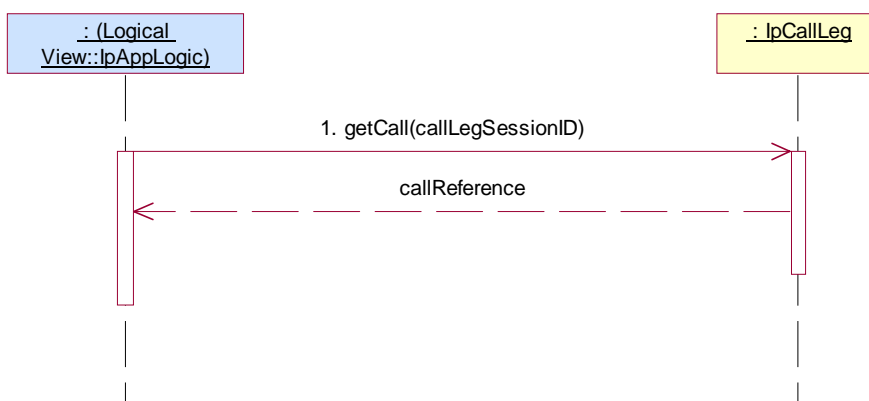 : (Logical
View::IpAppLogic)
: IpCallLeg
1. getCall(callLegSessionID)
callReference